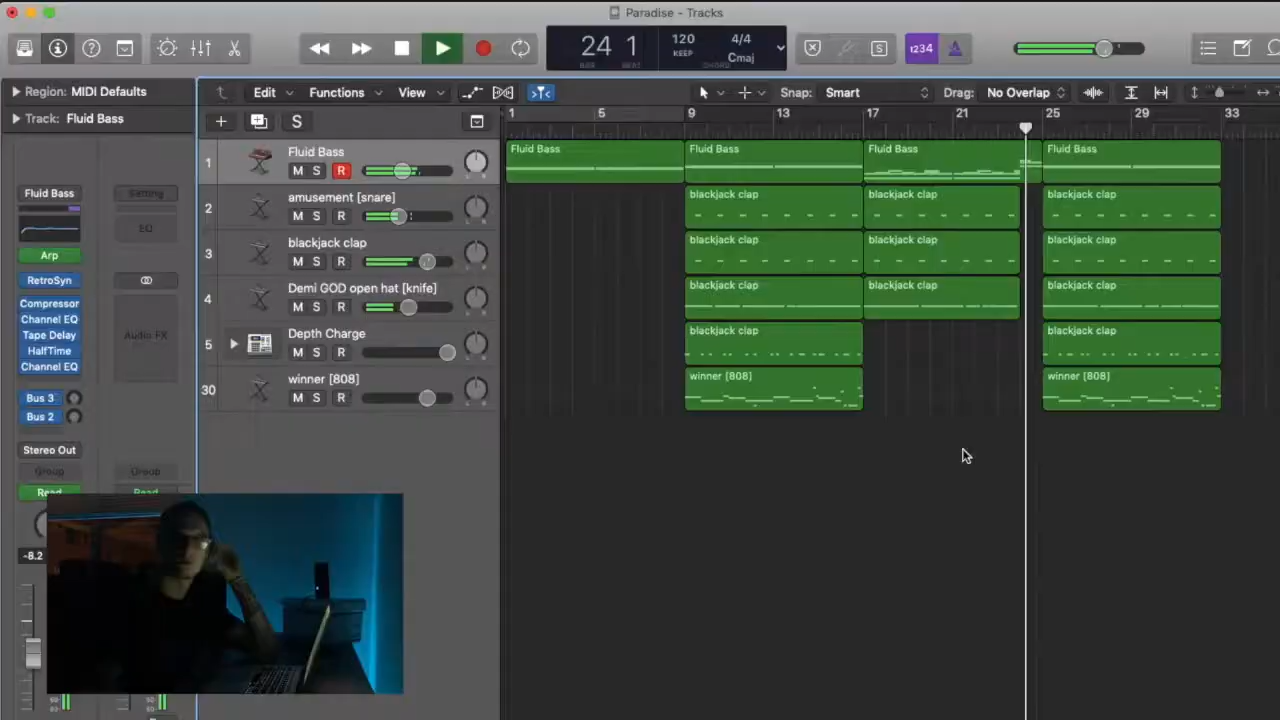 Paradise - Tracks
24 1
120
4/4
BAR
BEAT
KEEP
Cmaj
S
1234
Region: MIDI Defaults
Edit
Functions
View
Snap: Smart
Drag: No Overlap
Track: Fluid Bass
S
1 5 9 13 17 21 25 29 33
1
Fluid Bass
M S R
Fluid Bass
Fluid Bass
Fluid Bass
Fluid Bass
2
amusement [snare]
M S R
blackjack clap
blackjack clap
blackjack clap
3
blackjack clap
M S R
blackjack clap
blackjack clap
blackjack clap
4
Demi GOD open hat [knife]
M S R
blackjack clap
blackjack clap
blackjack clap
5
Depth Charge
M S R
blackjack clap
blackjack clap
30
winner [808]
M S R
winner [808]
winner [808]
Fluid Bass
Setting
EQ
Arp
RetroSyn
Compressor
Channel EQ
Tape Delay
HalfTime
Channel EQ
Audio FX
Bus 3
Bus 2
Stereo Out
Group
Group
Read
Read
-8.2